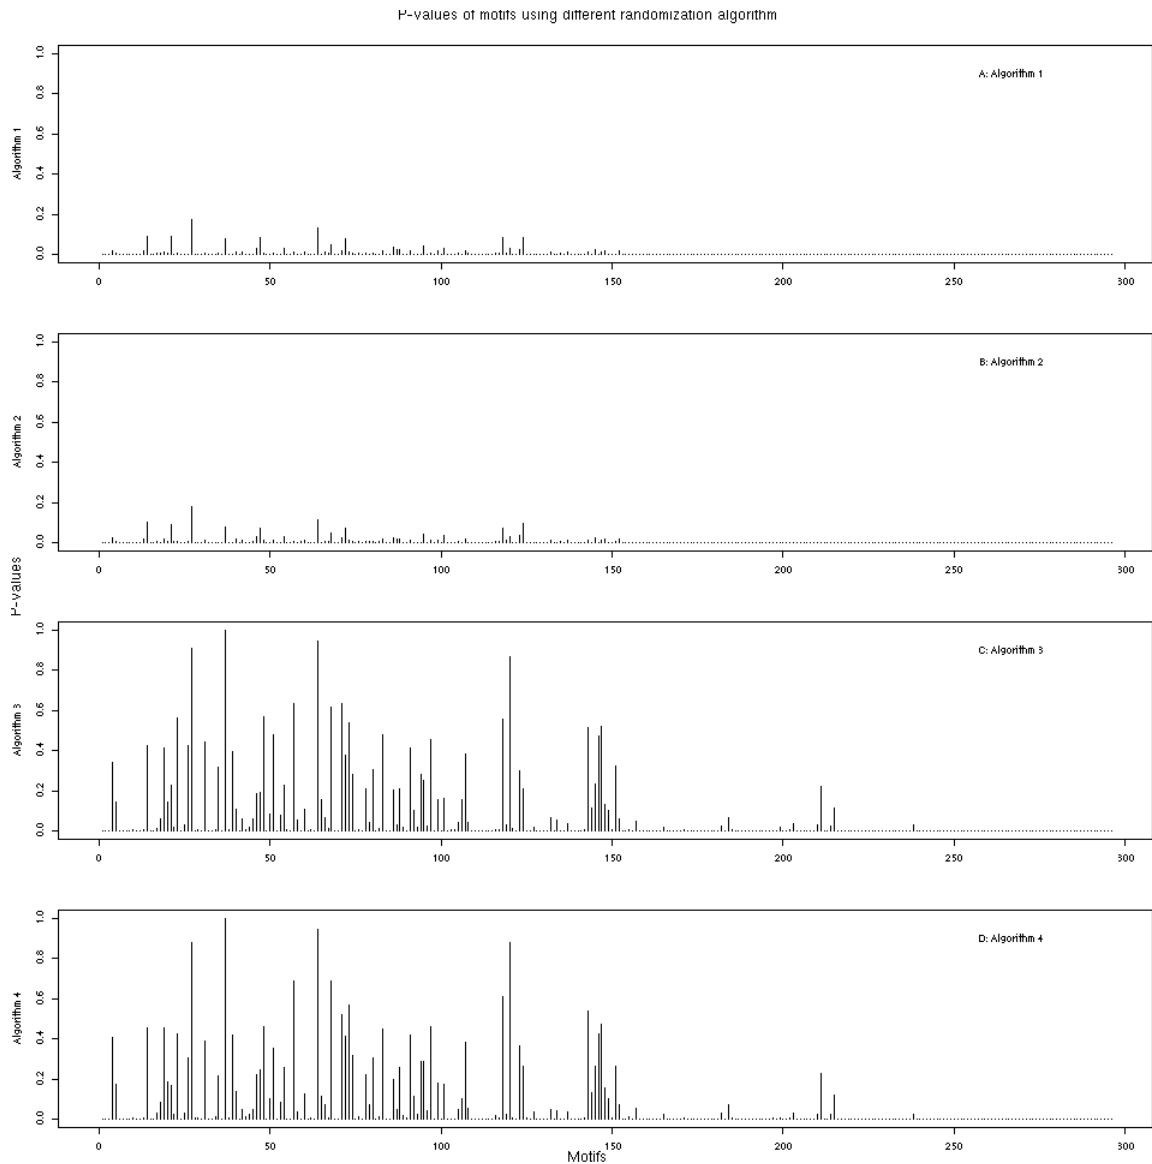 P-values of motifs using different randomization algorithm
A: Algorithm 1
Algorithm 1
0.0 0.2 0.4 0.6 0.8 1.0
0 50 100 150 200 250 300
B: Algorithm 2
Algorithm 2
0.0 0.2 0.4 0.6 0.8 1.0
0 50 100 150 200 250 300
P-values
C: Algorithm 3
Algorithm 3
0.0 0.2 0.4 0.6 0.8 1.0
0 50 100 150 200 250 300
D: Algorithm 4
Algorithm 4
0.0 0.2 0.4 0.6 0.8 1.0
0 50 100 150 200 250 300
Motifs